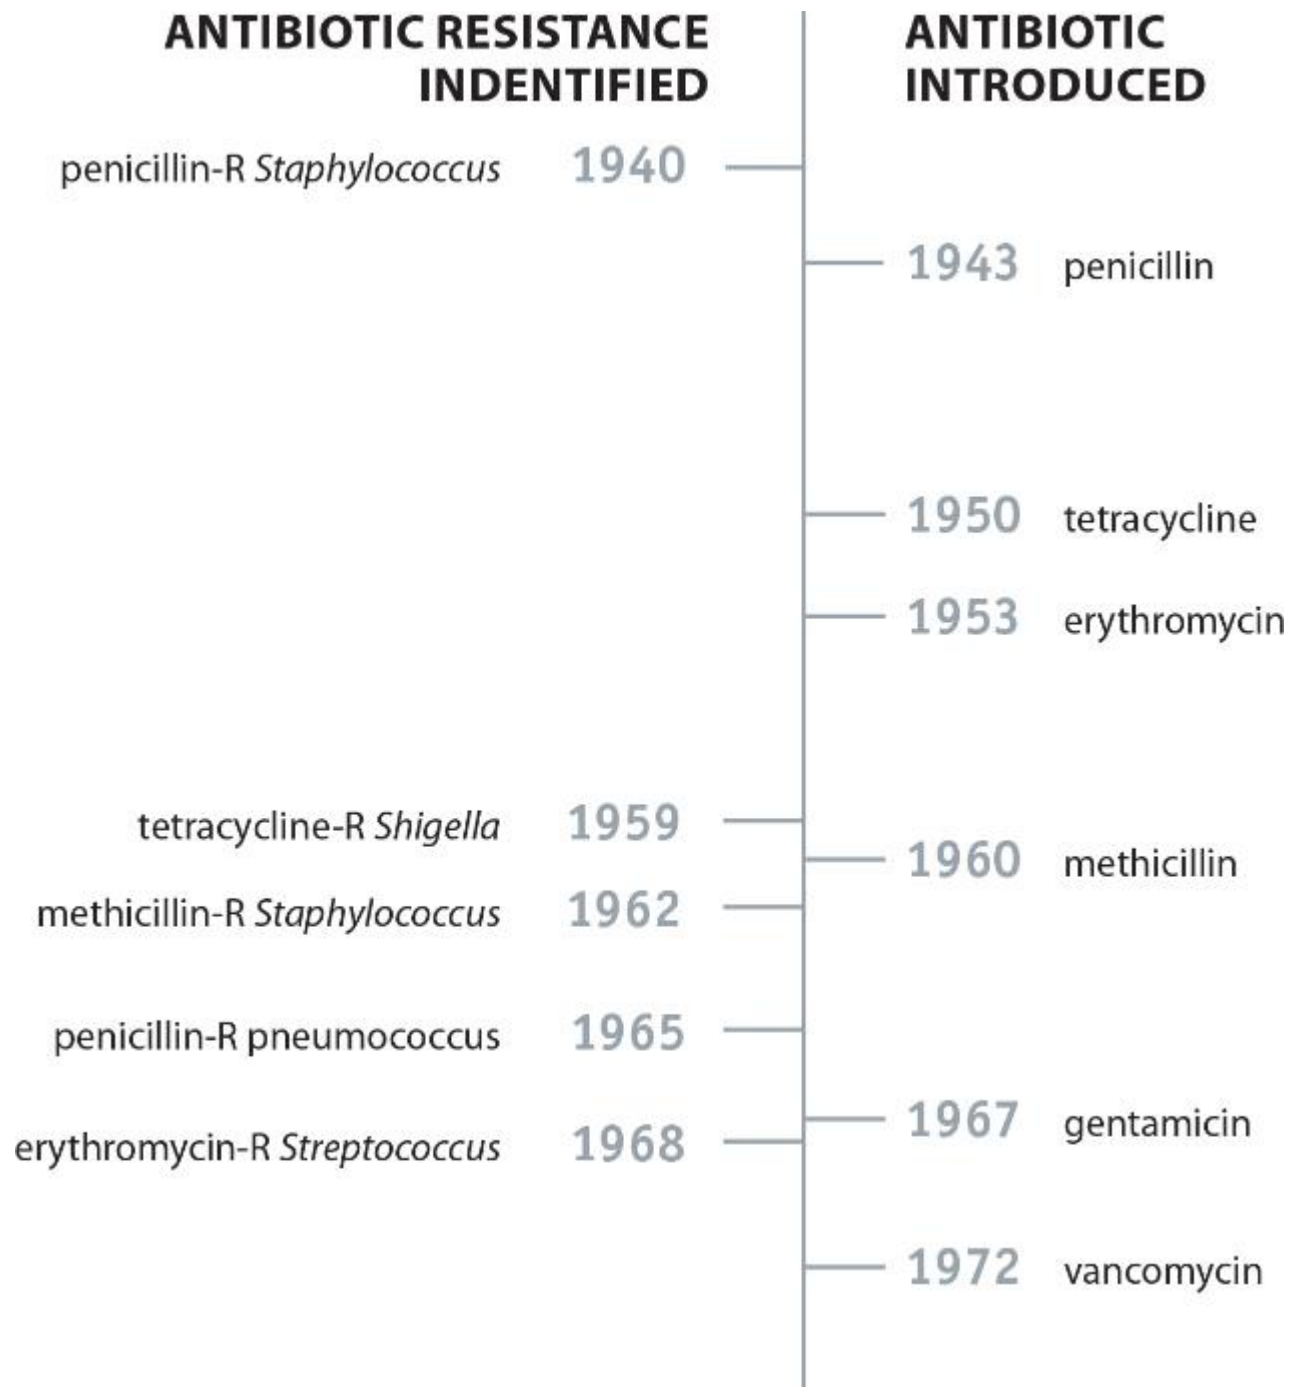 ANTIBIOTIC RESISTANCE
INDENTIFIED
ANTIBIOTIC
INTRODUCED
penicillin-R Staphylococcus 1940
1943 penicillin
1950 tetracycline
1953 erythromycin
tetracycline-R Shigella 1959
1960 methicillin
methicillin-R Staphylococcus 1962
penicillin-R pneumococcus 1965
1967 gentamicin
erythromycin-R Streptococcus 1968
1972 vancomycin